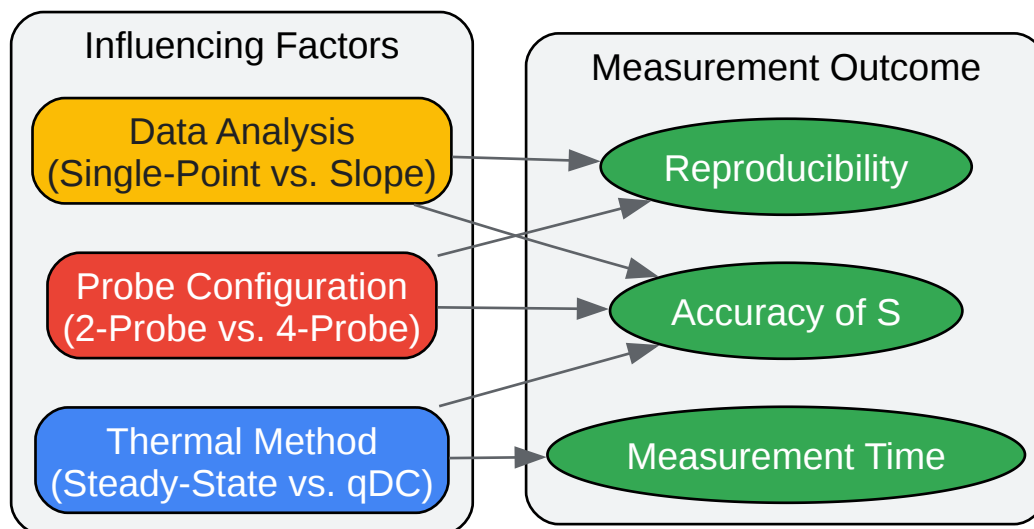 Influencing Factors
Data Analysis
(Single-Point vs. Slope)
Probe Configuration
(2-Probe vs. 4-Probe)
Thermal Method
(Steady-State vs. qDC)
Measurement Outcome
Reproducibility
Accuracy of S
Measurement Time